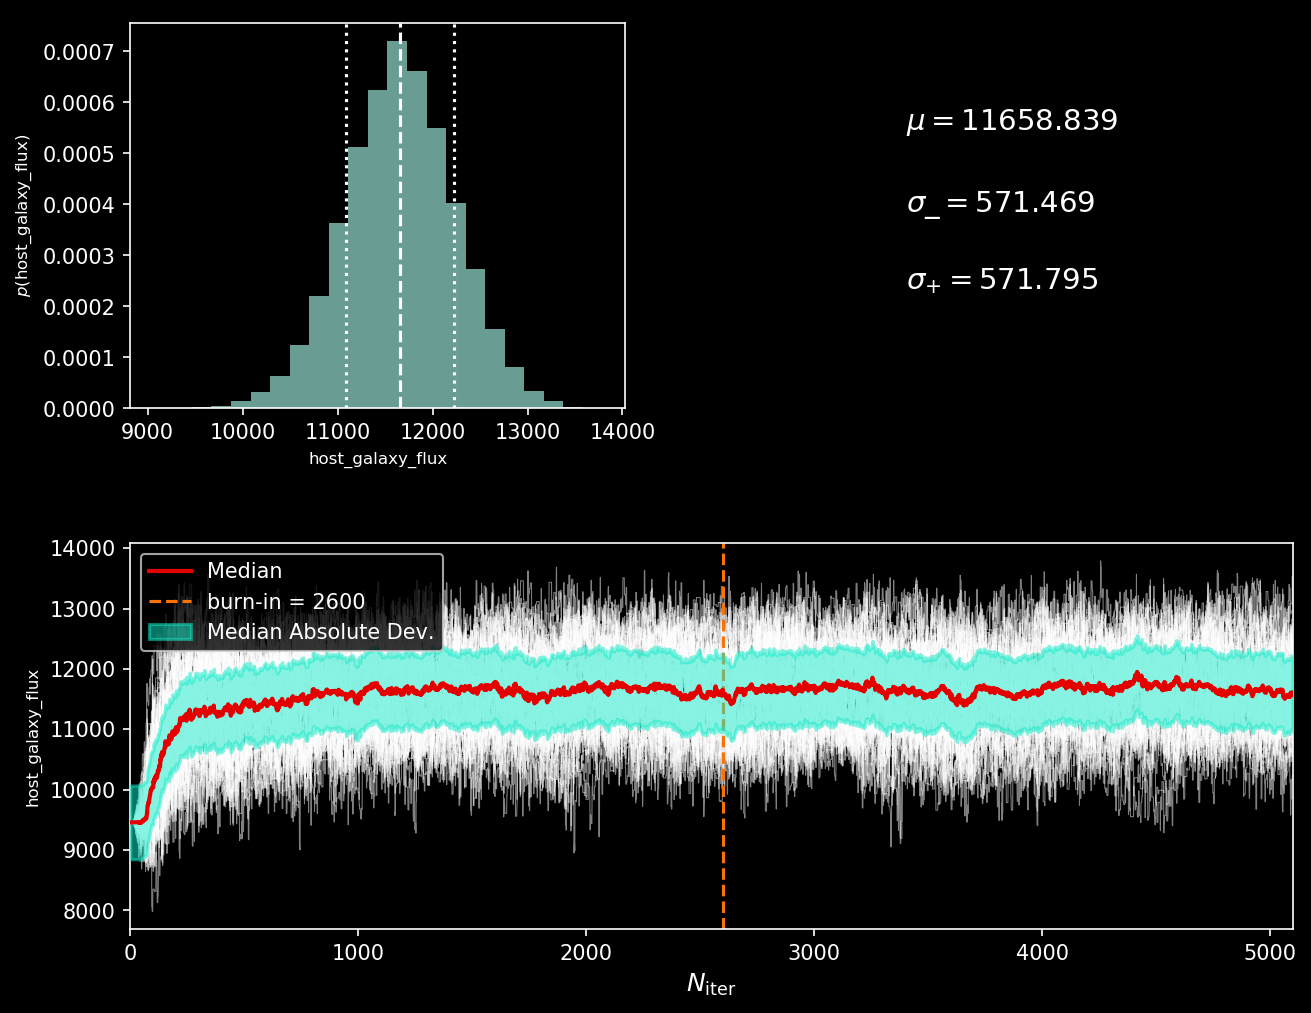 0.0007
0.0006
0.0005
0.0004
0.0003
0.0002
0.0001
0.0000
p(host_galaxy_flux)
9000 10000 11000 12000 13000 14000
host_galaxy_flux
μ = 11658.839
σ₋ = 571.469
σ₊ = 571.795
14000
13000
12000
11000
10000
9000
8000
host_galaxy_flux
Median
burn-in = 2600
Median Absolute Dev.
0 1000 2000 3000 4000 5000
N_iter